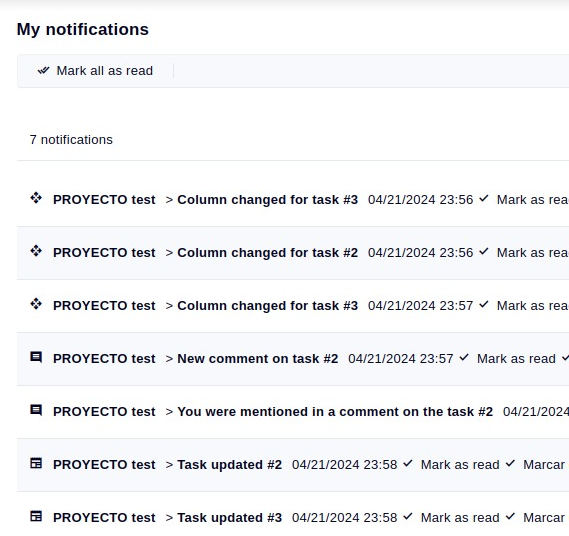 My notifications
Mark all as read
7 notifications
PROYECTO test > Column changed for task #3 04/21/2024 23:56 Mark as rea
PROYECTO test > Column changed for task #2 04/21/2024 23:56 Mark as rea
PROYECTO test > Column changed for task #3 04/21/2024 23:57 Mark as rea
PROYECTO test > New comment on task #2 04/21/2024 23:57 Mark as read
PROYECTO test > You were mentioned in a comment on the task #2 04/21/2024
PROYECTO test > Task updated #2 04/21/2024 23:58 Mark as read Marcar
PROYECTO test > Task updated #3 04/21/2024 23:58 Mark as read Marcar